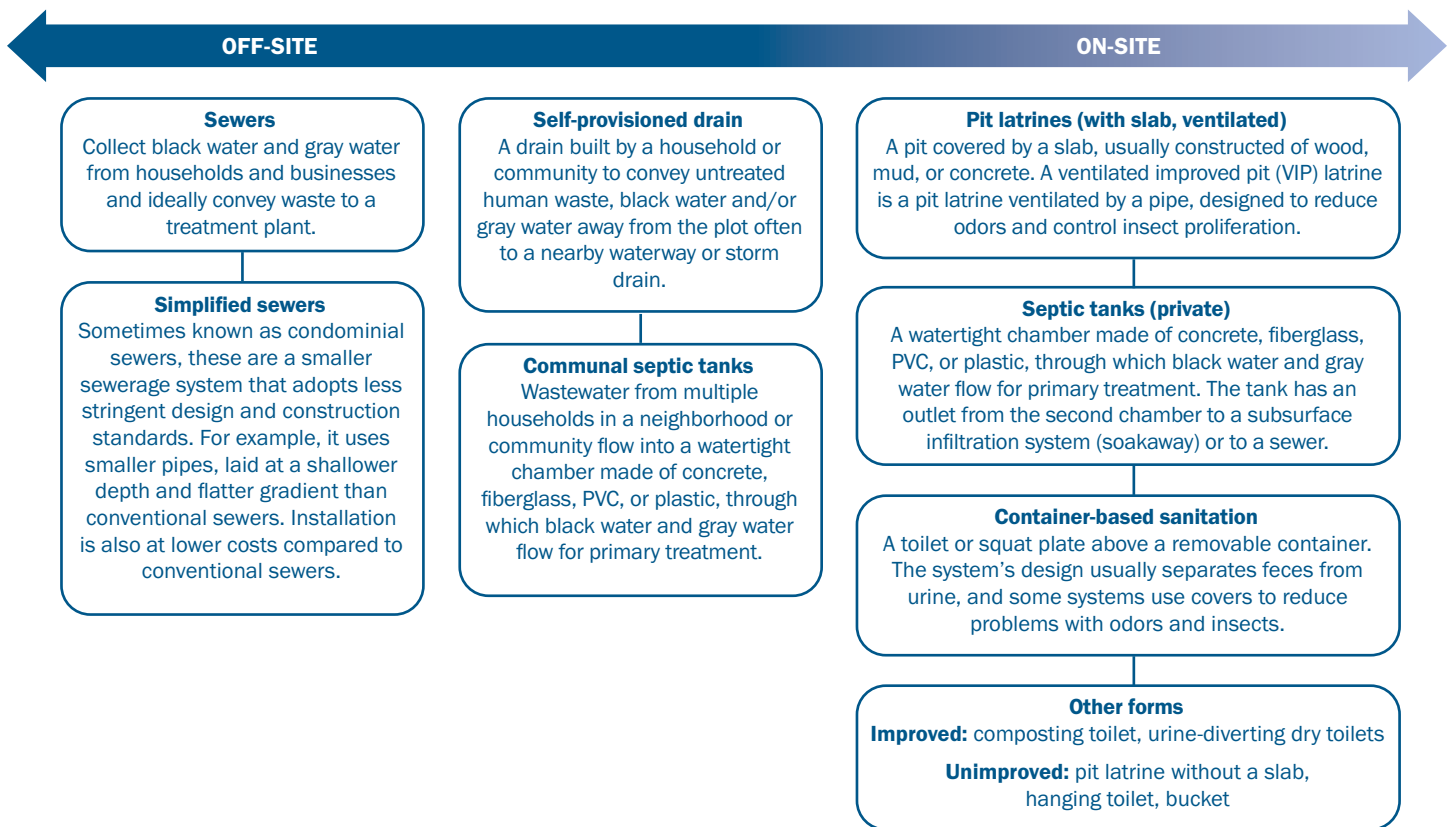 OFF-SITE
ON-SITE
Sewers
Collect black water and gray water
from households and businesses
and ideally convey waste to a
treatment plant.
Simplified sewers
Sometimes known as condominial
sewers, these are a smaller
sewerage system that adopts less
stringent design and construction
standards. For example, it uses
smaller pipes, laid at a shallower
depth and flatter gradient than
conventional sewers. Installation
is also at lower costs compared to
conventional sewers.
Self-provisioned drain
A drain built by a household or
community to convey untreated
human waste, black water and/or
gray water away from the plot often
to a nearby waterway or storm
drain.
Communal septic tanks
Wastewater from multiple
households in a neighborhood or
community flow into a watertight
chamber made of concrete,
fiberglass, PVC, or plastic, through
which black water and gray water
flow for primary treatment.
Pit latrines (with slab, ventilated)
A pit covered by a slab, usually constructed of wood,
mud, or concrete. A ventilated improved pit (VIP) latrine
is a pit latrine ventilated by a pipe, designed to reduce
odors and control insect proliferation.
Septic tanks (private)
A watertight chamber made of concrete, fiberglass,
PVC, or plastic, through which black water and gray
water flow for primary treatment. The tank has an
outlet from the second chamber to a subsurface
infiltration system (soakaway) or to a sewer.
Container-based sanitation
A toilet or squat plate above a removable container.
The system's design usually separates feces from
urine, and some systems use covers to reduce
problems with odors and insects.
Other forms
Improved: composting toilet, urine-diverting dry toilets
Unimproved: pit latrine without a slab,
hanging toilet, bucket